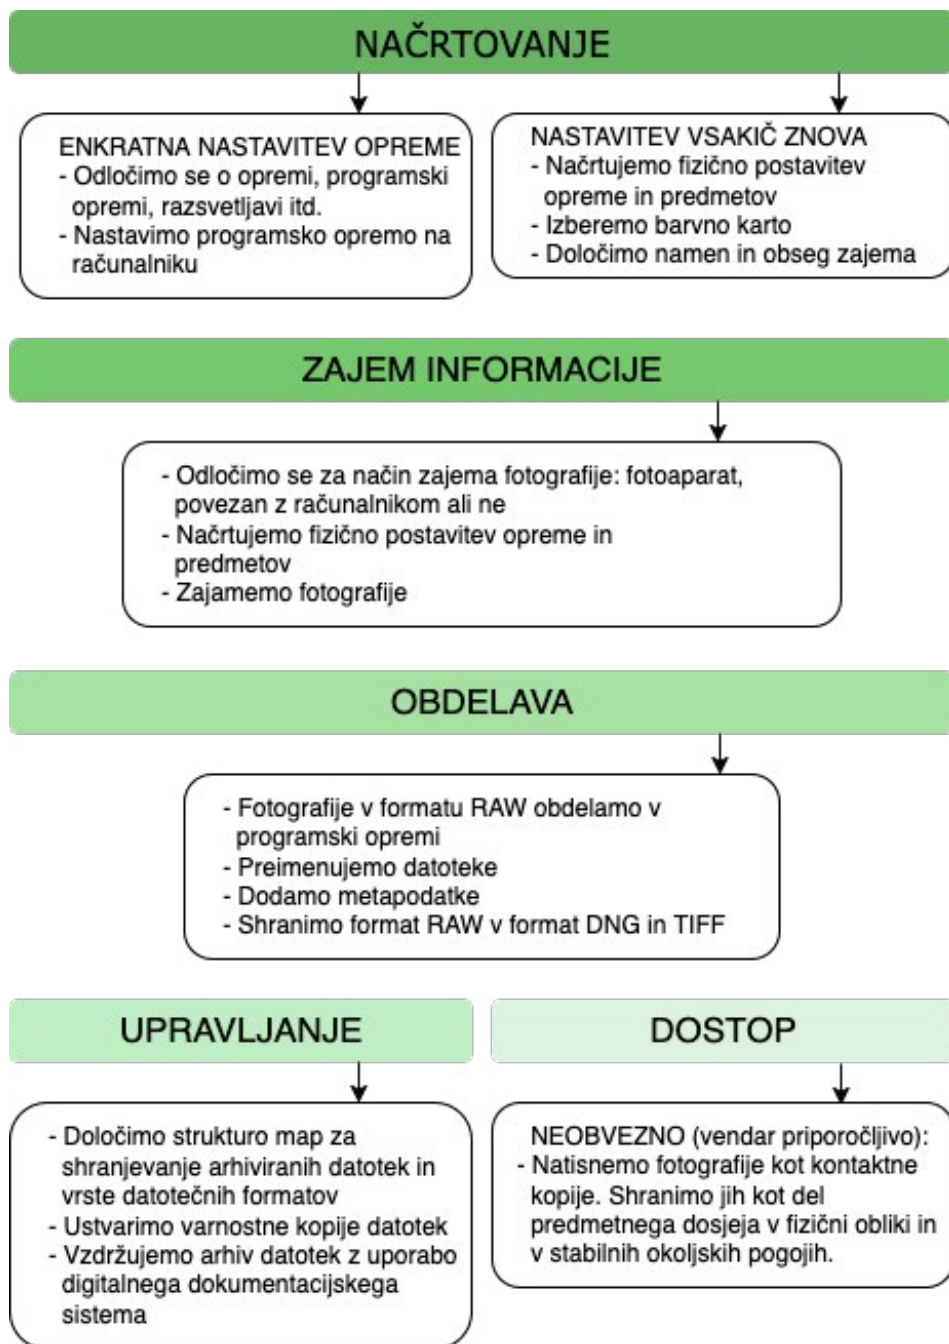 NAČRTOVANJE
ENKRATNA NASTAVITEV OPREME
- Odločimo se o opremi, programski
opremi, razsvetljavi itd.
- Nastavimo programsko opremo na
računalniku
NASTAVITEV VSAKIČ ZNOVA
- Načrtujemo fizično postavitev
opreme in predmetov
- Izberemo barvno karto
- Določimo namen in obseg zajema
ZAJEM INFORMACIJE
- Odločimo se za način zajema fotografije: fotoaparat,
povezan z računalnikom ali ne
- Načrtujemo fizično postavitev opreme in
predmetov
- Zajamemo fotografije
OBDELAVA
- Fotografije v formatu RAW obdelamo v
programski opremi
- Preimenujemo datoteke
- Dodamo metapodatke
- Shranimo format RAW v format DNG in TIFF
UPRAVLJANJE
- Določimo strukturo map za
shranjevanje arhiviranih datotek in
vrste datotečnih formatov
- Ustvarimo varnostne kopije datotek
- Vzdržujemo arhiv datotek z uporabo
digitalnega dokumentacijskega
sistema
DOSTOP
NEOBVEZNO (vendar priporočljivo):
- Natisnemo fotografije kot kontaktne
kopije. Shranimo jih kot del
predmetnega dosjeja v fizični obliki in
v stabilnih okoljskih pogojih.